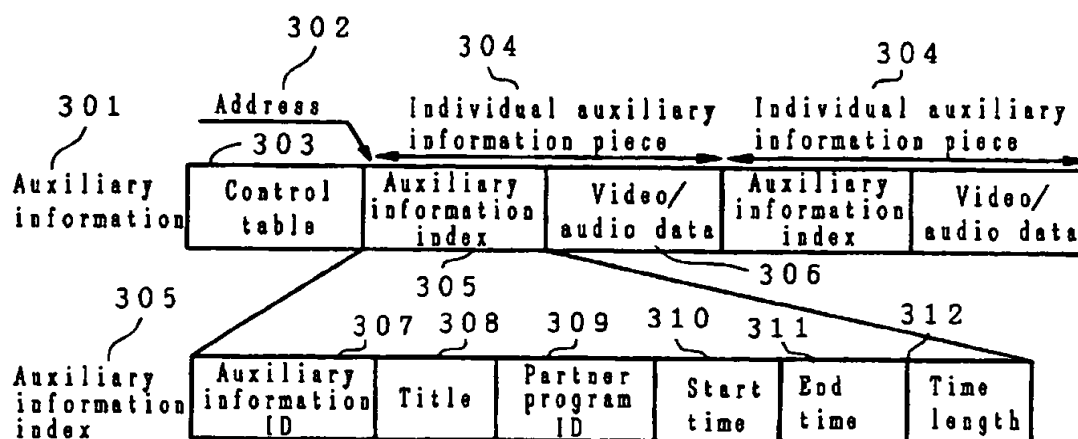 302
304
304
301
Address
Individual auxiliary
information piece
Individual auxiliary
information piece
303
Auxiliary
information
Control
table
Auxiliary
information
index
Video/
audio data
Auxiliary
information
index
Video/
audio data
305
306
305
307
308
309
310
311
312
Auxiliary
information
index
Auxiliary
information
ID
Title
Partner
program
ID
Start
time
End
time
Time
length